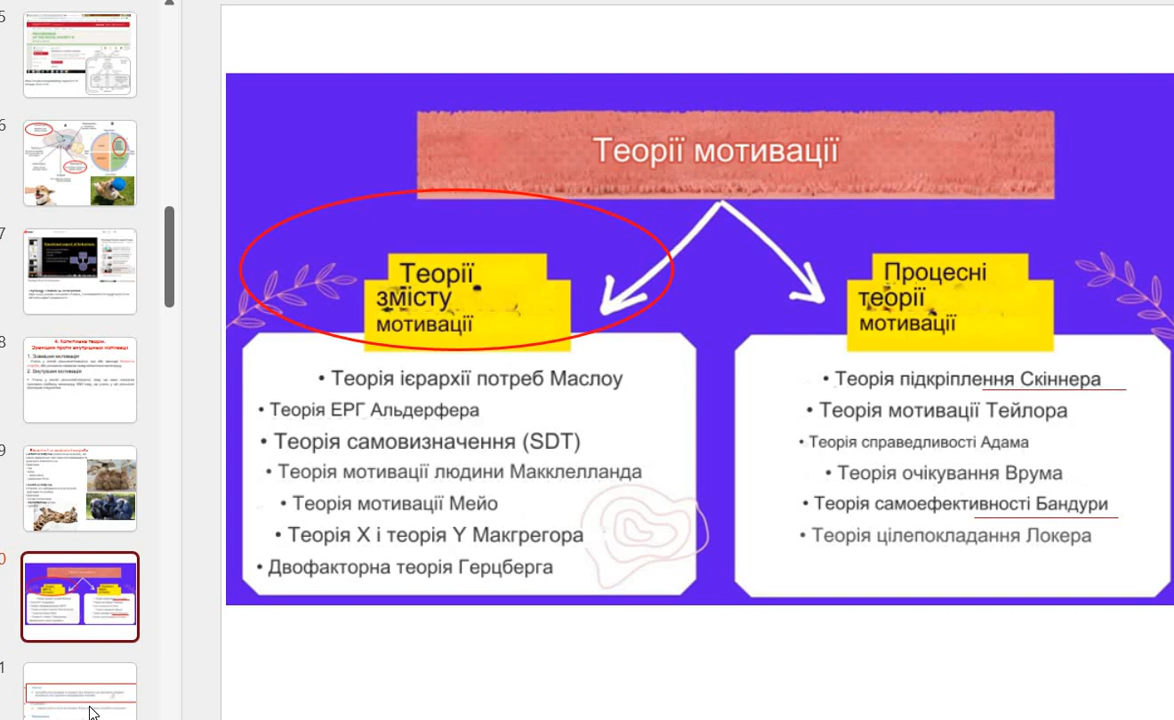 Теорії мотивації
Теорії
змісту
мотивації
• Теорія ієрархії потреб Маслоу
• Теорія ЕРГ Альдерфера
• Теорія самовизначення (SDT)
• Теорія мотивації людини Макклелланда
• Теорія мотивації Мейо
• Теорія X і теорія Y Макгрегора
• Двофакторна теорія Герцберга
Процесні
теорії
мотивації
• Теорія підкріплення Скіннера
• Теорія мотивації Тейлора
• Теорія справедливості Адама
• Теорія очікування Врума
• Теорія самоефективності Бандури
• Теорія цілепокладання Локера